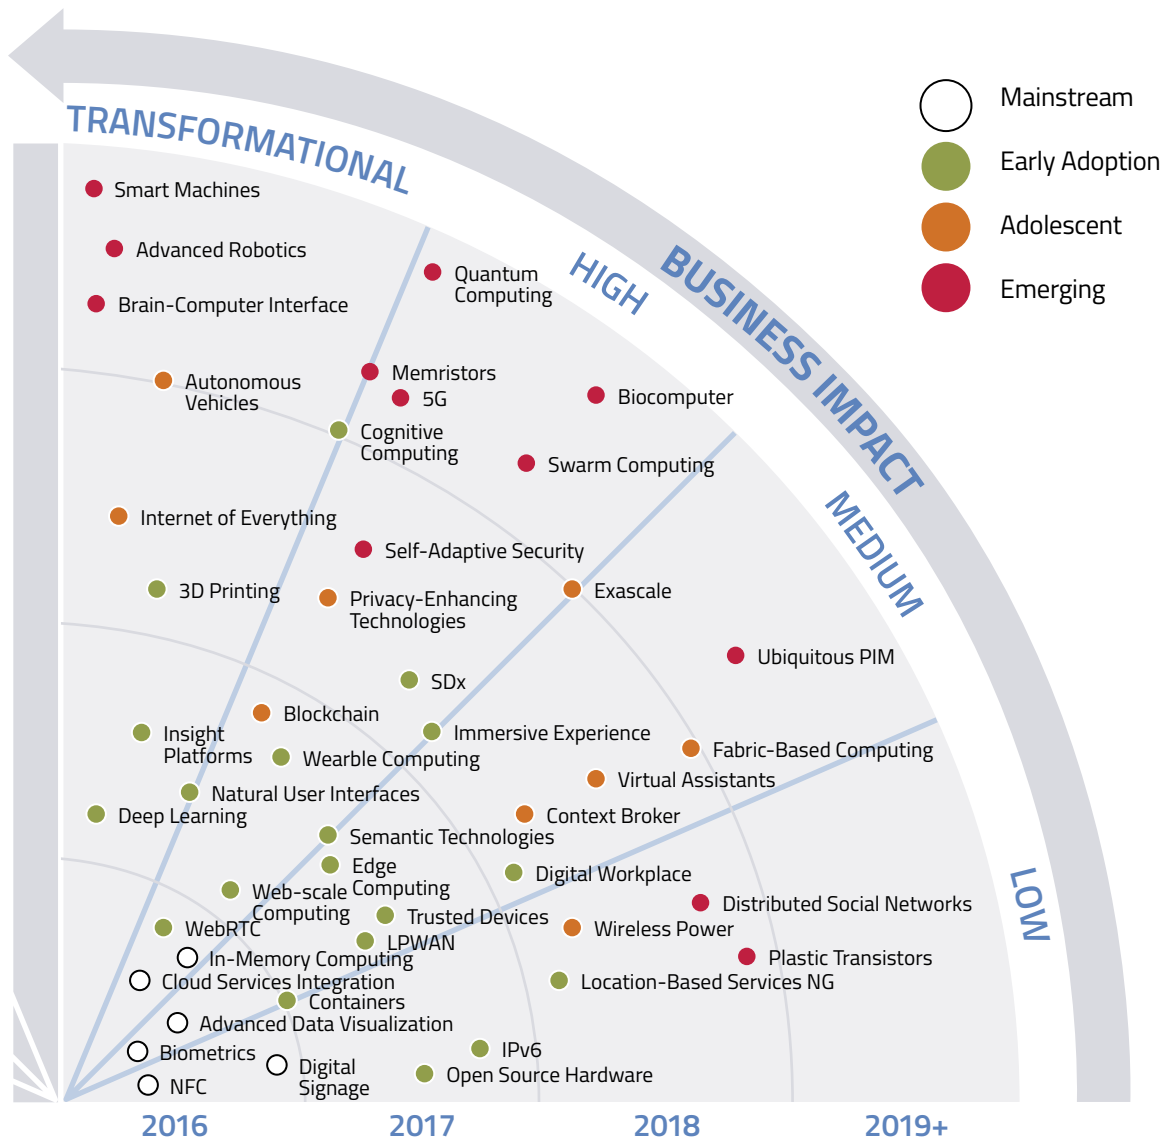 TRANSFORMATIONAL
HIGH
BUSINESS IMPACT
MEDIUM
LOW
Mainstream
Early Adoption
Adolescent
Emerging
Smart Machines
Advanced Robotics
Brain-Computer Interface
Quantum
Computing
Memristors
5G
Biocomputer
Autonomous
Vehicles
Cognitive
Computing
Swarm Computing
Internet of Everything
Self-Adaptive Security
3D Printing
Privacy-Enhancing
Technologies
Exascale
Ubiquitous PIM
SDx
Blockchain
Insight
Platforms
Immersive Experience
Wearble Computing
Fabric-Based Computing
Virtual Assistants
Natural User Interfaces
Deep Learning
Context Broker
Semantic Technologies
Edge
Computing
Digital Workplace
Web-scale
Computing
Distributed Social Networks
Trusted Devices
WebRTC
Wireless Power
LPWAN
In-Memory Computing
Plastic Transistors
Cloud Services Integration
Location-Based Services NG
Containers
Advanced Data Visualization
Biometrics
IPv6
Digital
Signage
Open Source Hardware
NFC
2016
2017
2018
2019+